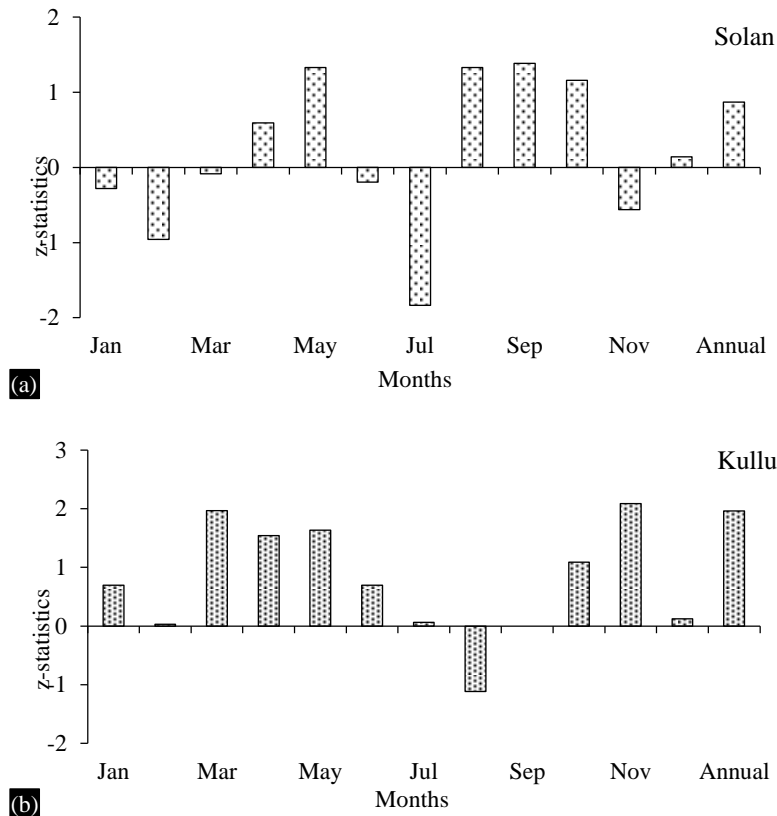 2
Solan
1
0
-1
-2
z-statistics
Jan Mar May Jul Sep Nov Annual
Months
(a)
3
Kullu
2
1
0
-1
-2
z-statistics
Jan Mar May Jul Sep Nov Annual
Months
(b)